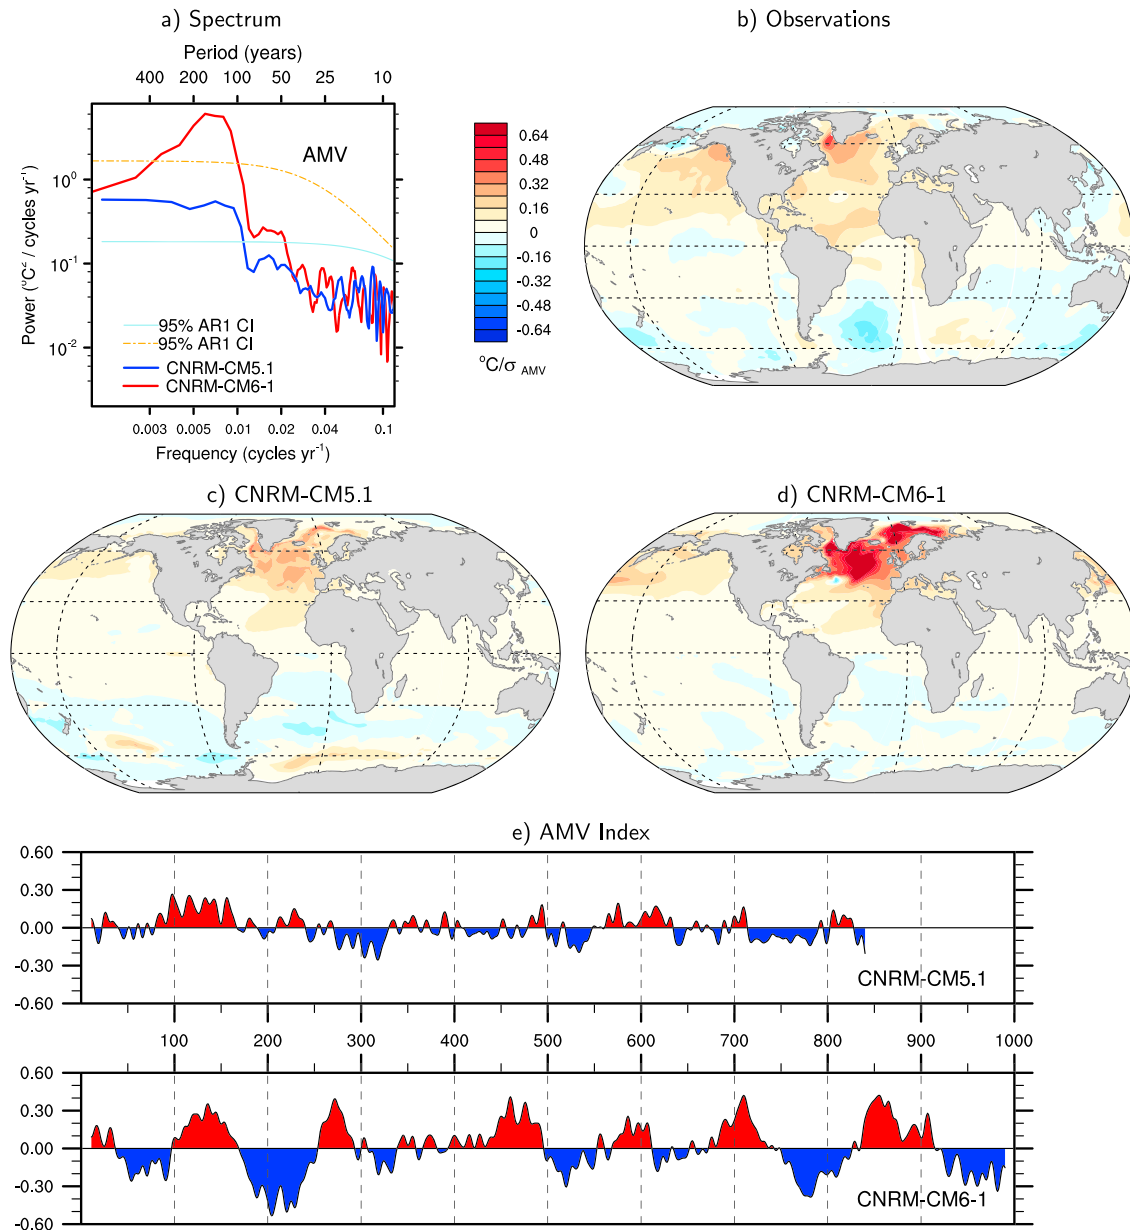 a) Spectrum
b) Observations
Period (years)
400 200 100 50 25 10
AMV
Power (°C² / cycles yr⁻¹)
10⁰
10⁻¹
10⁻²
95% AR1 CI
95% AR1 CI
CNRM-CM5.1
CNRM-CM6-1
0.003 0.005 0.01 0.02 0.04 0.1
Frequency (cycles yr⁻¹)
0.64
0.48
0.32
0.16
0
-0.16
-0.32
-0.48
-0.64
°C/σ AMV
c) CNRM-CM5.1
d) CNRM-CM6-1
e) AMV Index
0.60
0.30
0.00
-0.30
-0.60
CNRM-CM5.1
100 200 300 400 500 600 700 800 900 1000
0.60
0.30
0.00
-0.30
-0.60
CNRM-CM6-1